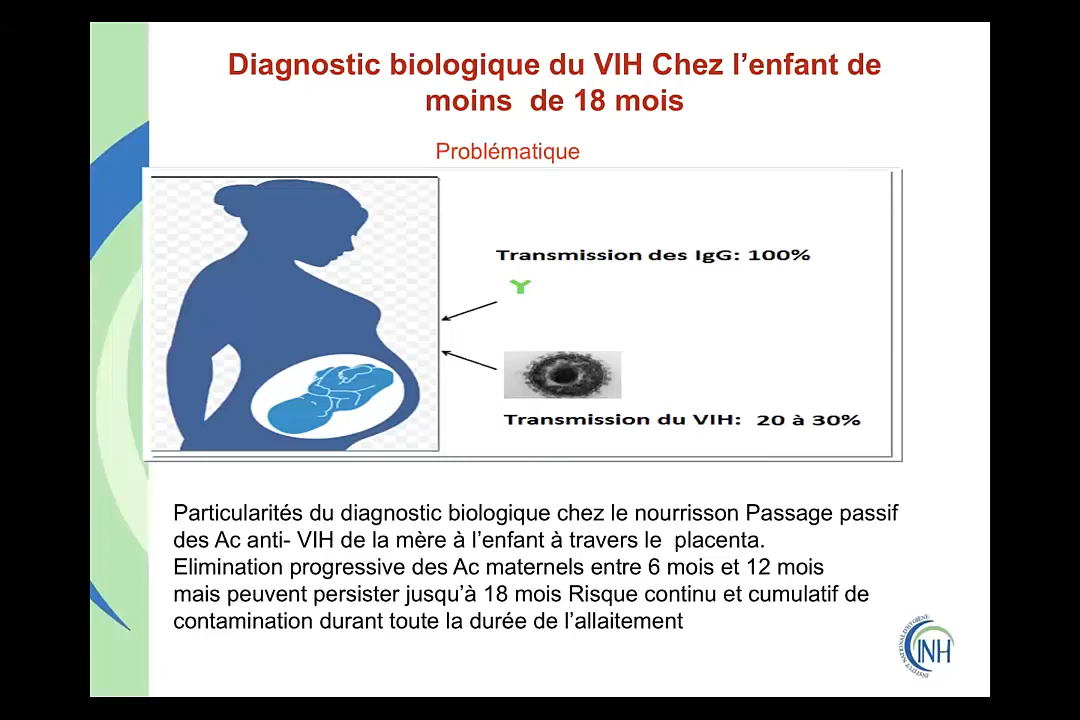 Diagnostic biologique du VIH Chez l’enfant de
moins de 18 mois
Problématique
Transmission des IgG: 100%
Transmission du VIH: 20 à 30%
Particularités du diagnostic biologique chez le nourrisson Passage passif
des Ac anti- VIH de la mère à l’enfant à travers le placenta.
Elimination progressive des Ac maternels entre 6 mois et 12 mois
mais peuvent persister jusqu’à 18 mois Risque continu et cumulatif de
contamination durant toute la durée de l’allaitement
INSTITUT NATIONAL D'HYGIENE
INH